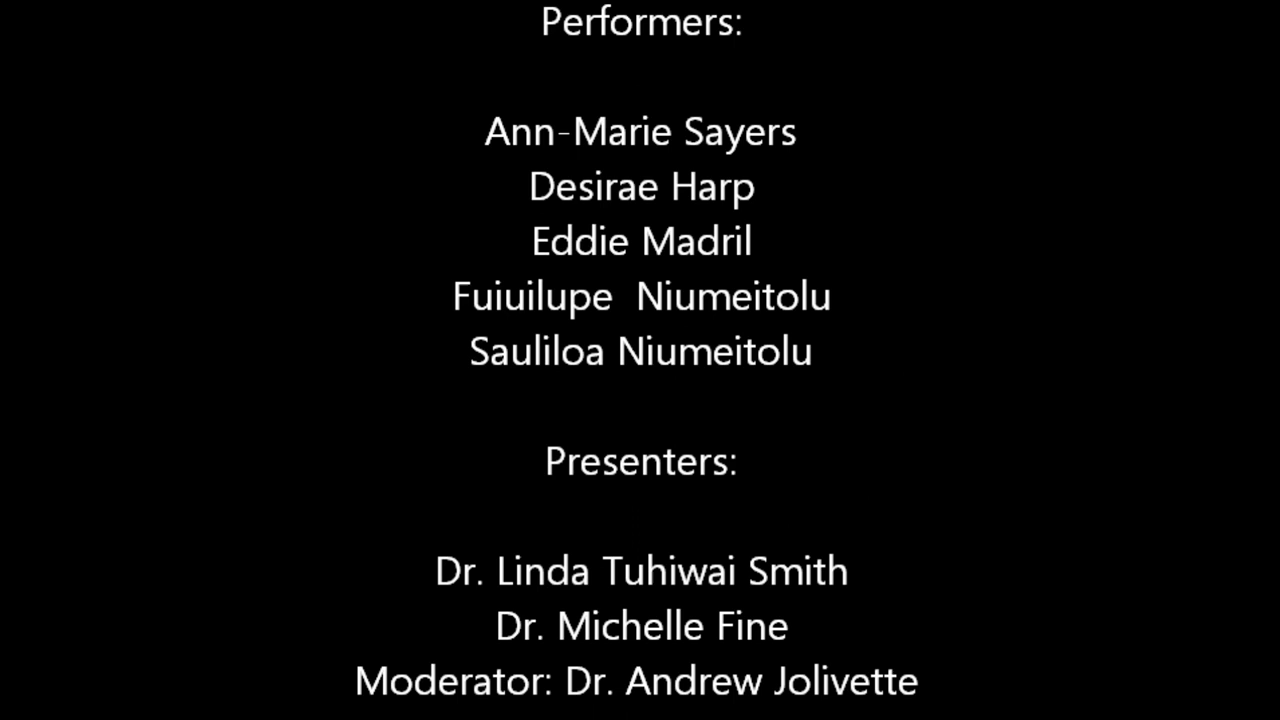 Performers:
Ann-Marie Sayers
Desirae Harp
Eddie Madril
Fuiuilupe  Niumeitolu
Sauliloa Niumeitolu
Presenters:
Dr. Linda Tuhiwai Smith
Dr. Michelle Fine
Moderator: Dr. Andrew Jolivette